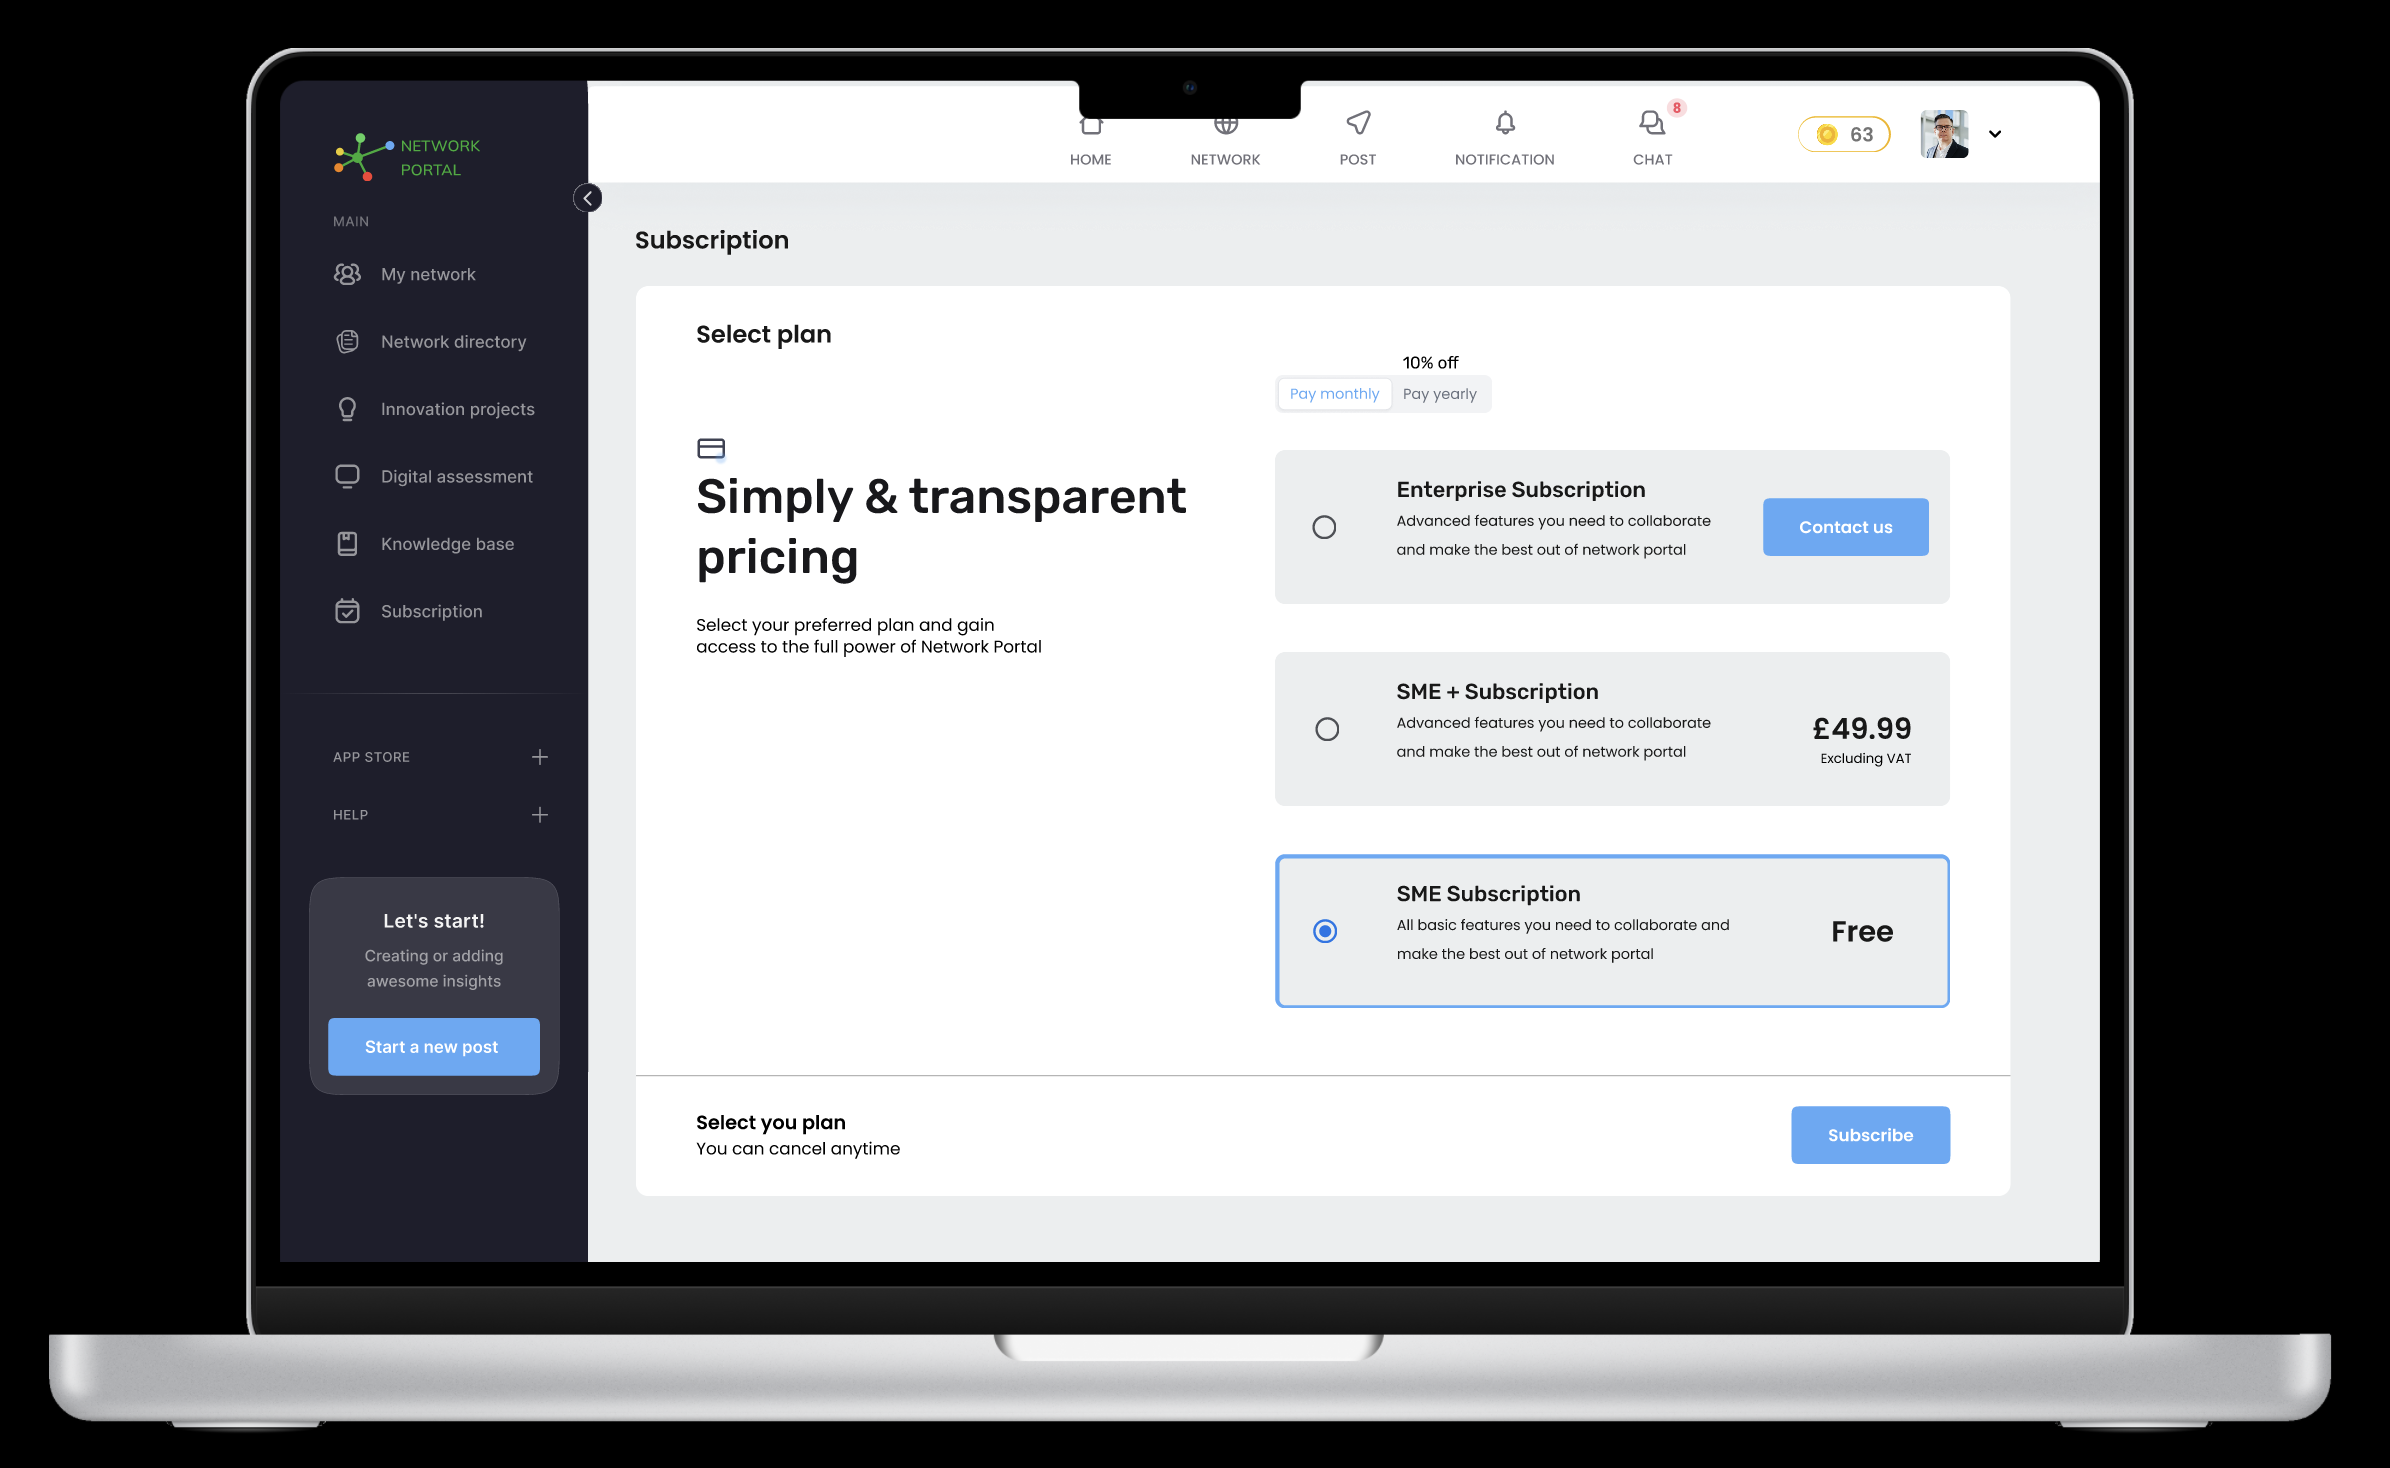 NETWORK
PORTAL
MAIN
My network
Network directory
Innovation projects
Digital assessment
Knowledge base
Subscription
APP STORE
HELP
Let's start!
Creating or adding
awesome insights
Start a new post
HOME
NETWORK
POST
NOTIFICATION
8
CHAT
63
Subscription
Select plan
10% off
Pay monthly Pay yearly
Simply & transparent
pricing
Select your preferred plan and gain
access to the full power of Network Portal
Enterprise Subscription
Advanced features you need to collaborate
and make the best out of network portal
Contact us
SME + Subscription
Advanced features you need to collaborate
and make the best out of network portal
£49.99
Excluding VAT
SME Subscription
All basic features you need to collaborate and
make the best out of network portal
Free
Select you plan
You can cancel anytime
Subscribe